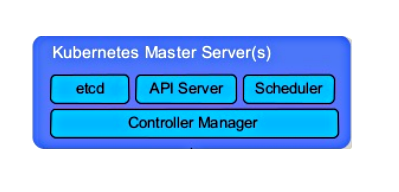 Kubernetes Master Server(s)
etcd API Server Scheduler
Controller Manager